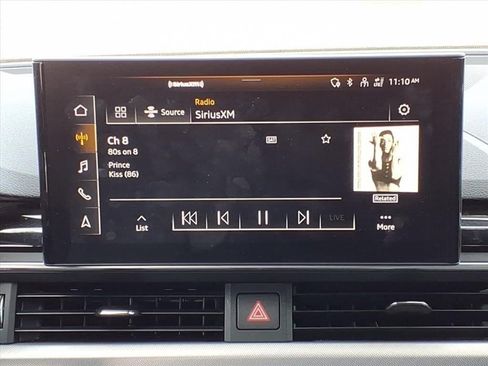 ((SiriusXM))
11:10 AM
Radio
Source
SiriusXM
Ch 8
80s on 8
Prince
Kiss (86)
Related
LIVE
List
More